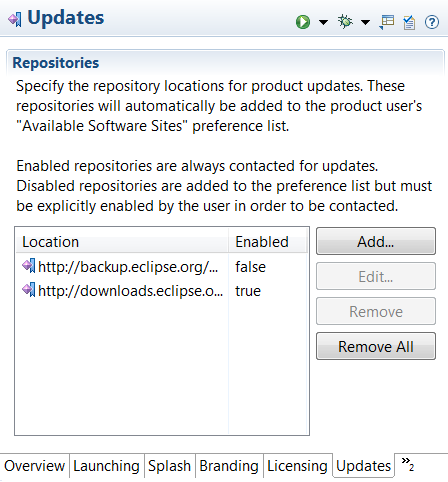 Updates
Repositories
Specify the repository locations for product updates. These
repositories will automatically be added to the product user's
"Available Software Sites" preference list.
Enabled repositories are always contacted for updates.
Disabled repositories are added to the preference list but must
be explicitly enabled by the user in order to be contacted.
Location Enabled
http://backup.eclipse.org/... false
http://downloads.eclipse.o... true
Add...
Edit...
Remove
Remove All
Overview Launching Splash Branding Licensing Updates »2